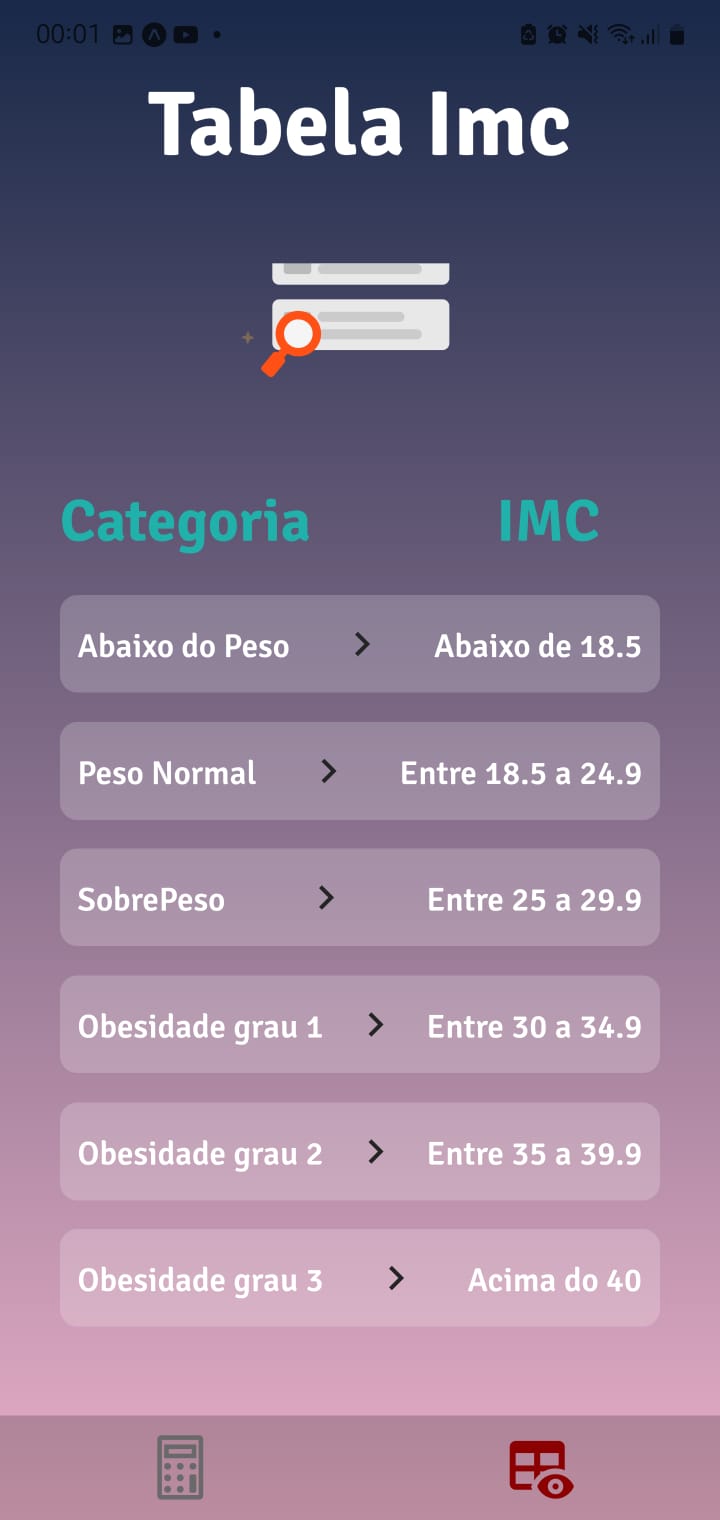 00:01
Tabela Imc
Categoria IMC
Abaixo do Peso > Abaixo de 18.5
Peso Normal > Entre 18.5 a 24.9
SobrePeso > Entre 25 a 29.9
Obesidade grau 1 > Entre 30 a 34.9
Obesidade grau 2 > Entre 35 a 39.9
Obesidade grau 3 > Acima do 40